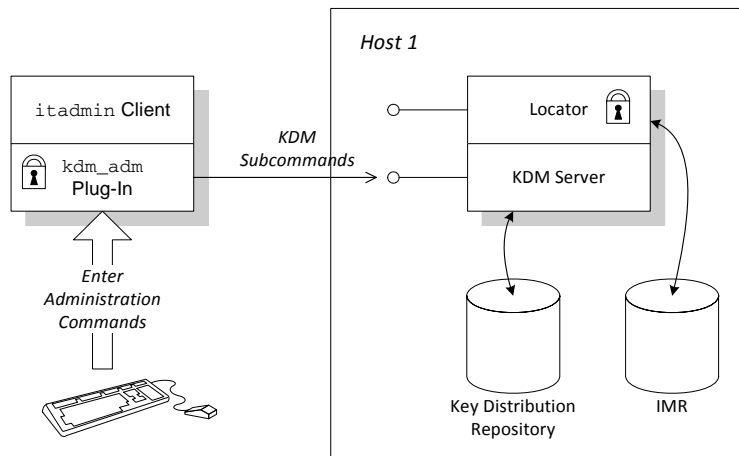 Host 1
itadmin Client
kdm_adm
Plug-In
KDM
Subcommands
Locator
KDM Server
Enter
Administration
Commands
Key Distribution
Repository
IMR